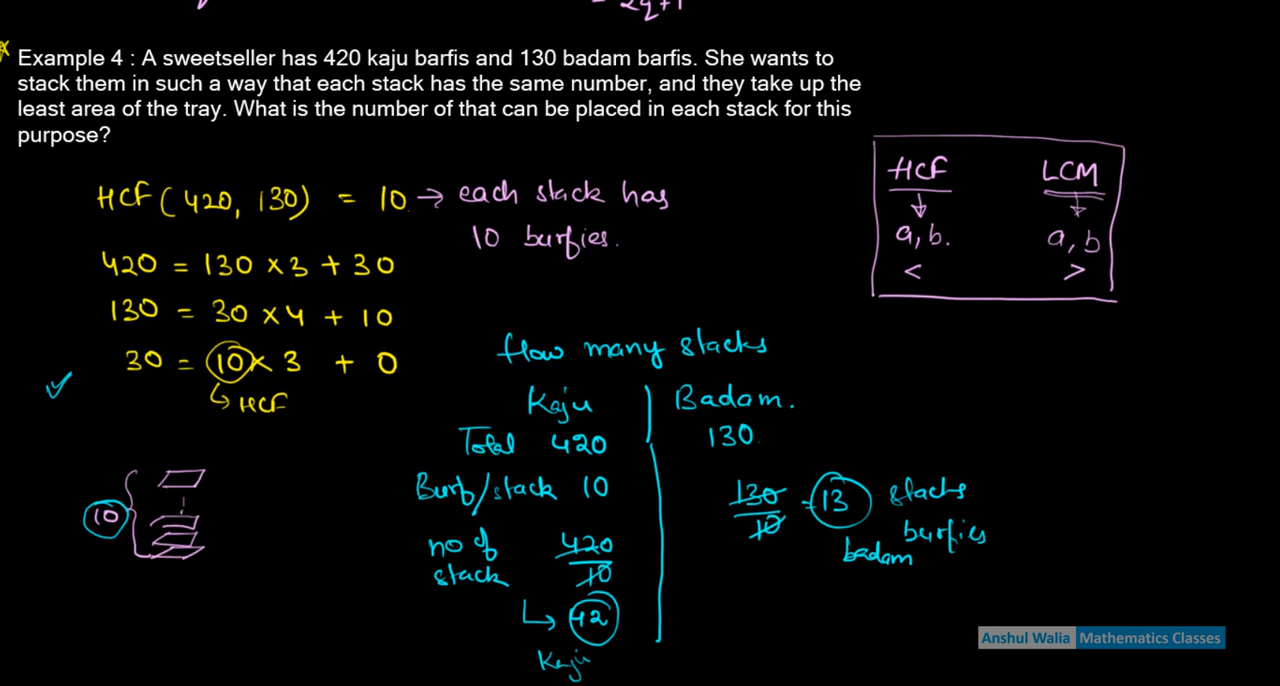 = 2q+1
Example 4 : A sweetseller has 420 kaju barfis and 130 badam barfis. She wants to
stack them in such a way that each stack has the same number, and they take up the
least area of the tray. What is the number of that can be placed in each stack for this
purpose?
HCF (420, 130) = 10 → each stack has
10 burfies.
420 = 130 × 3 + 30
130 = 30 × 4 + 10
30 = 10 × 3 + 0
↳ HCF
HCF LCM
↓ ↓
a, b. a, b
< >
10
How many stacks
Kaju | Badam.
Total 420 130.
Burf/stack 10
no of stack 420/10
↳ 42
Kaju
130/10 = 13 stacks
burfies
badam
Anshul Walia Mathematics Classes